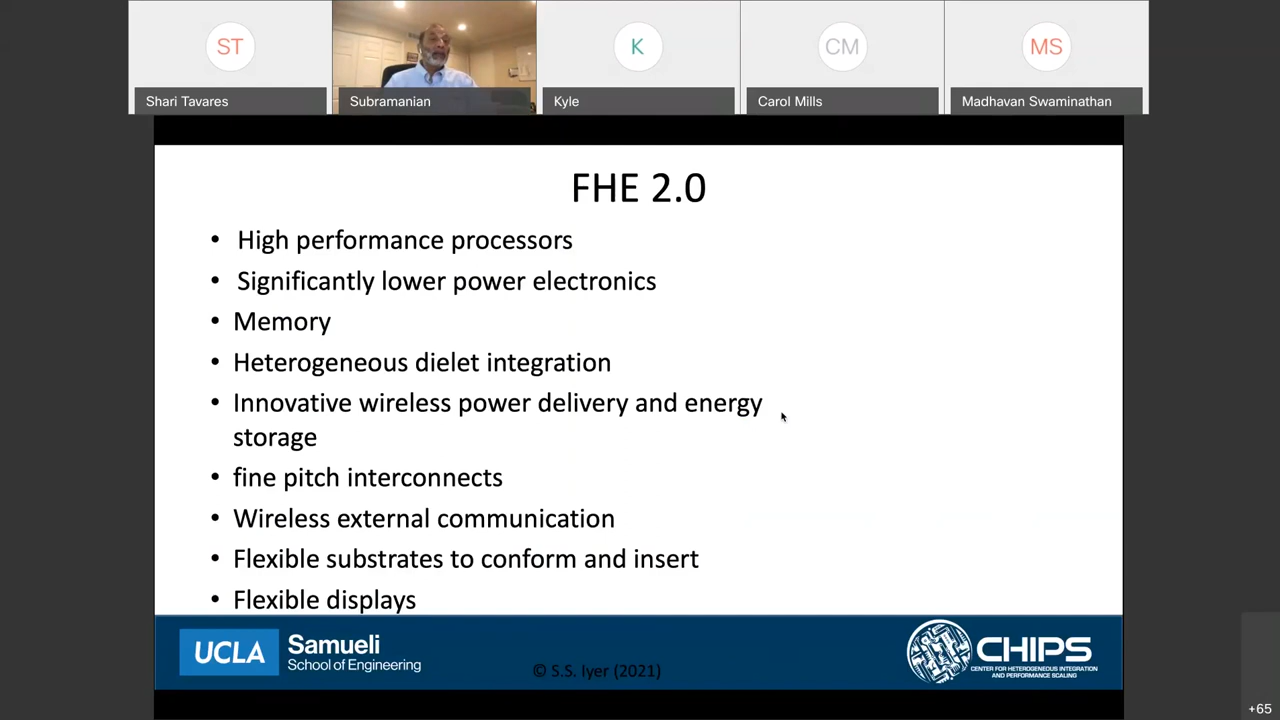 ST
K
CM
MS
Shari Tavares
Subramanian
Kyle
Carol Mills
Madhavan Swaminathan
FHE 2.0
• High performance processors
• Significantly lower power electronics
• Memory
• Heterogeneous dielet integration
• Innovative wireless power delivery and energy
storage
• fine pitch interconnects
• Wireless external communication
• Flexible substrates to conform and insert
• Flexible displays
UCLA
Samueli
School of Engineering
© S.S. Iyer (2021)
CHIPS
CENTER FOR HETEROGENEOUS INTEGRATION
AND PERFORMANCE SCALING
+65